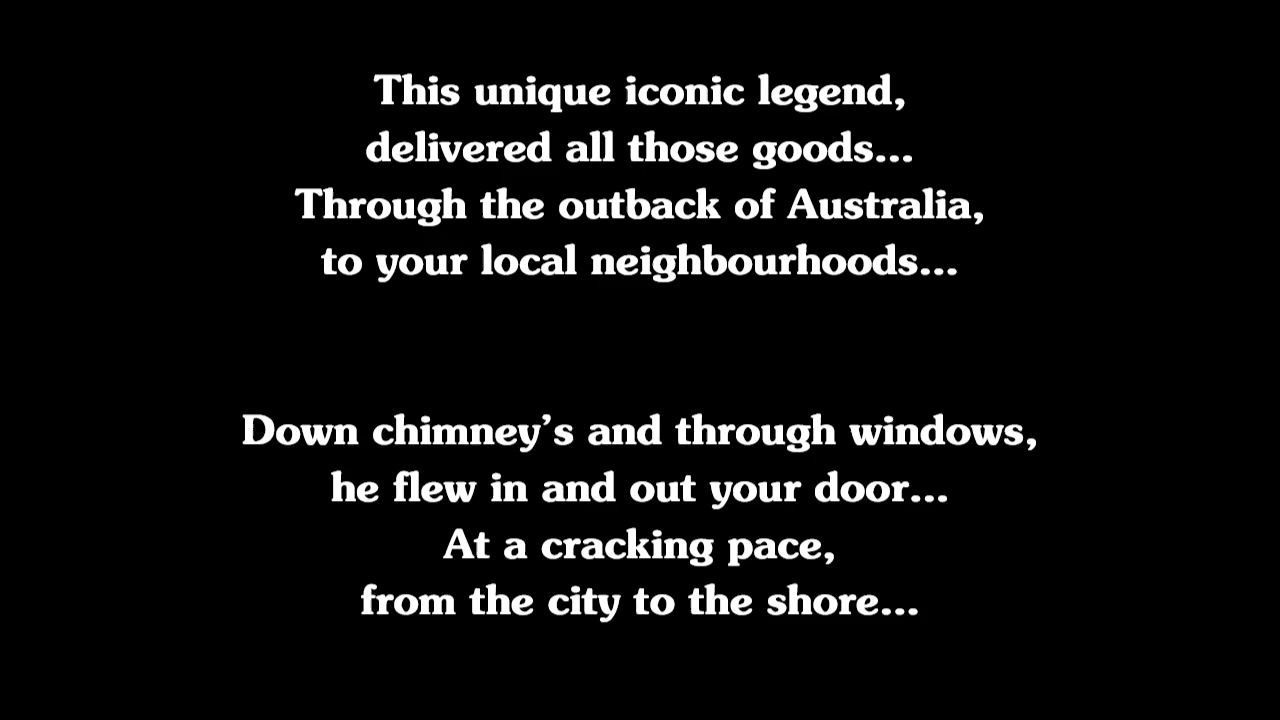 This unique iconic legend,
delivered all those goods...
Through the outback of Australia,
to your local neighbourhoods...
Down chimney’s and through windows,
he flew in and out your door...
At a cracking pace,
from the city to the shore...